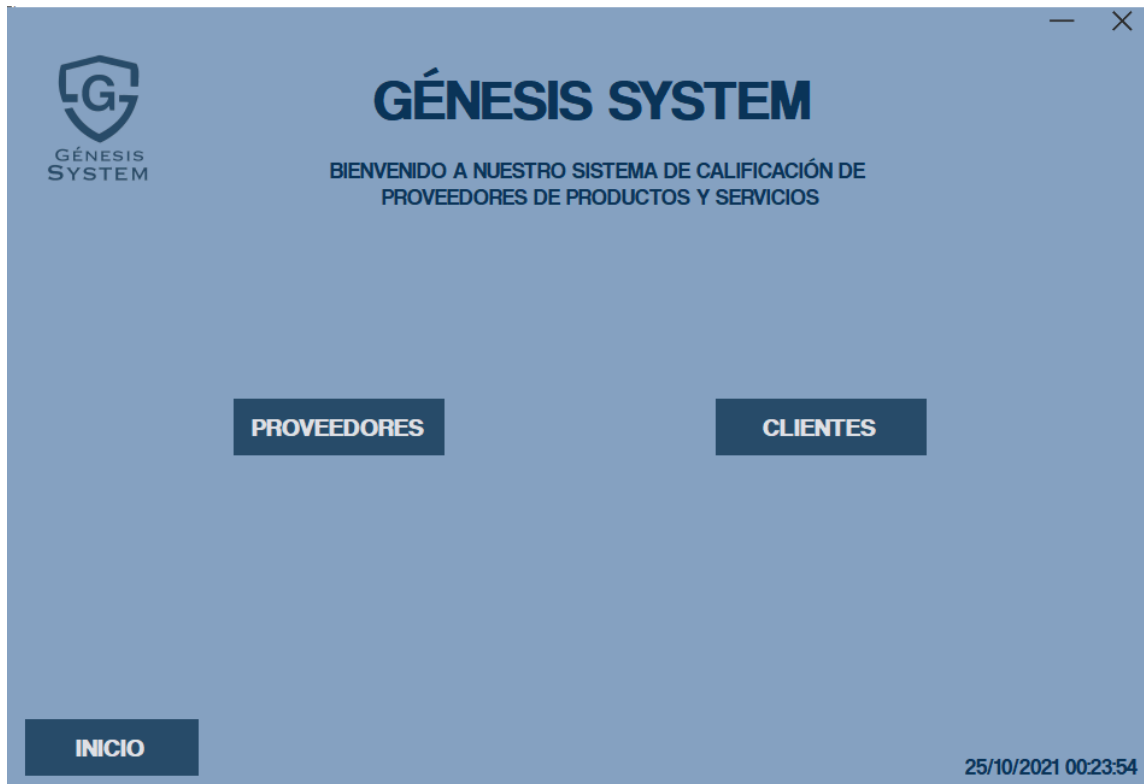 G
GÉNESIS
SYSTEM
GÉNESIS SYSTEM
BIENVENIDO A NUESTRO SISTEMA DE CALIFICACIÓN DE
PROVEEDORES DE PRODUCTOS Y SERVICIOS
PROVEEDORES
CLIENTES
INICIO
25/10/2021 00:23:54